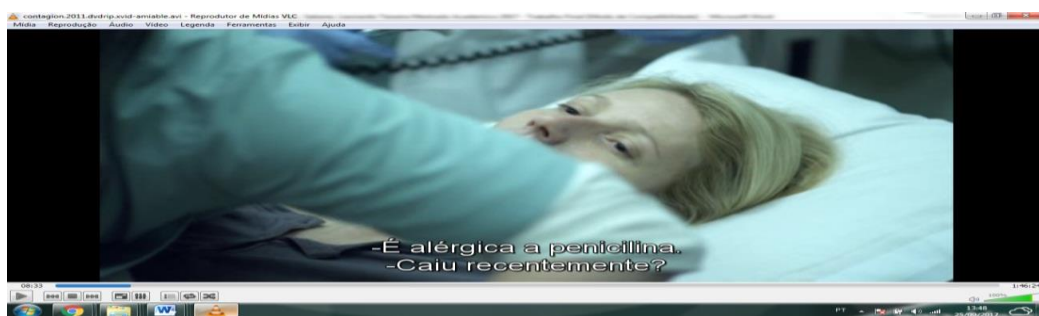 contagion.2011.dvdrip.xvid-amiable.avi - Reprodutor de Mídias VLC
Mídia Reprodução Áudio Vídeo Legenda Ferramentas Exibir Ajuda
-É alérgica a penicilina.
-Caiu recentemente?
08:33
1:46:24
100%
PT
13:48